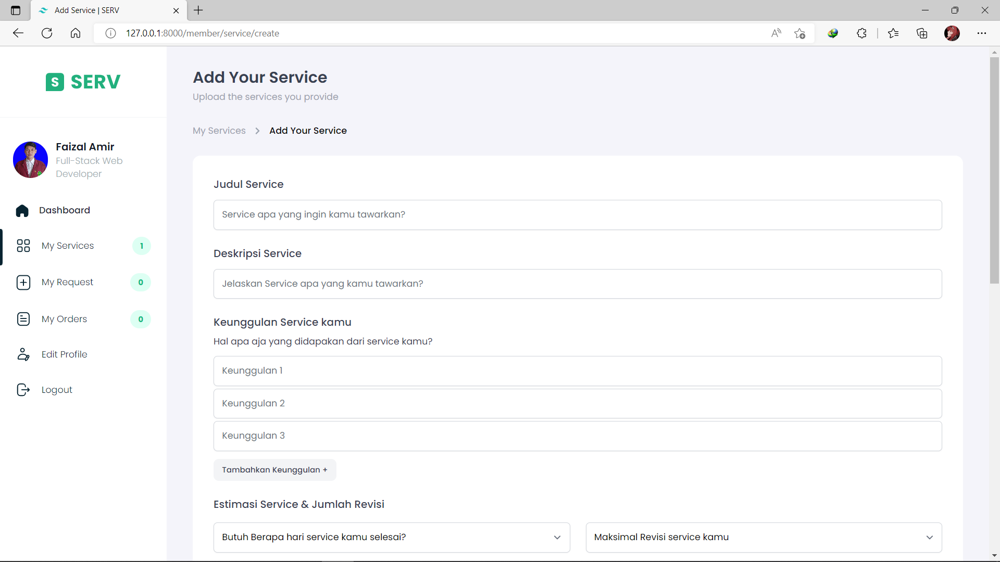 Add Service | SERV
127.0.0.1:8000/member/service/create
S SERV
Faizal Amir
Full-Stack Web
Developer
Dashboard
My Services 1
My Request 0
My Orders 0
Edit Profile
Logout
Add Your Service
Upload the services you provide
My Services > Add Your Service
Judul Service
Service apa yang ingin kamu tawarkan?
Deskripsi Service
Jelaskan Service apa yang kamu tawarkan?
Keunggulan Service kamu
Hal apa aja yang didapakan dari service kamu?
Keunggulan 1
Keunggulan 2
Keunggulan 3
Tambahkan Keunggulan +
Estimasi Service & Jumlah Revisi
Butuh Berapa hari service kamu selesai?
Maksimal Revisi service kamu